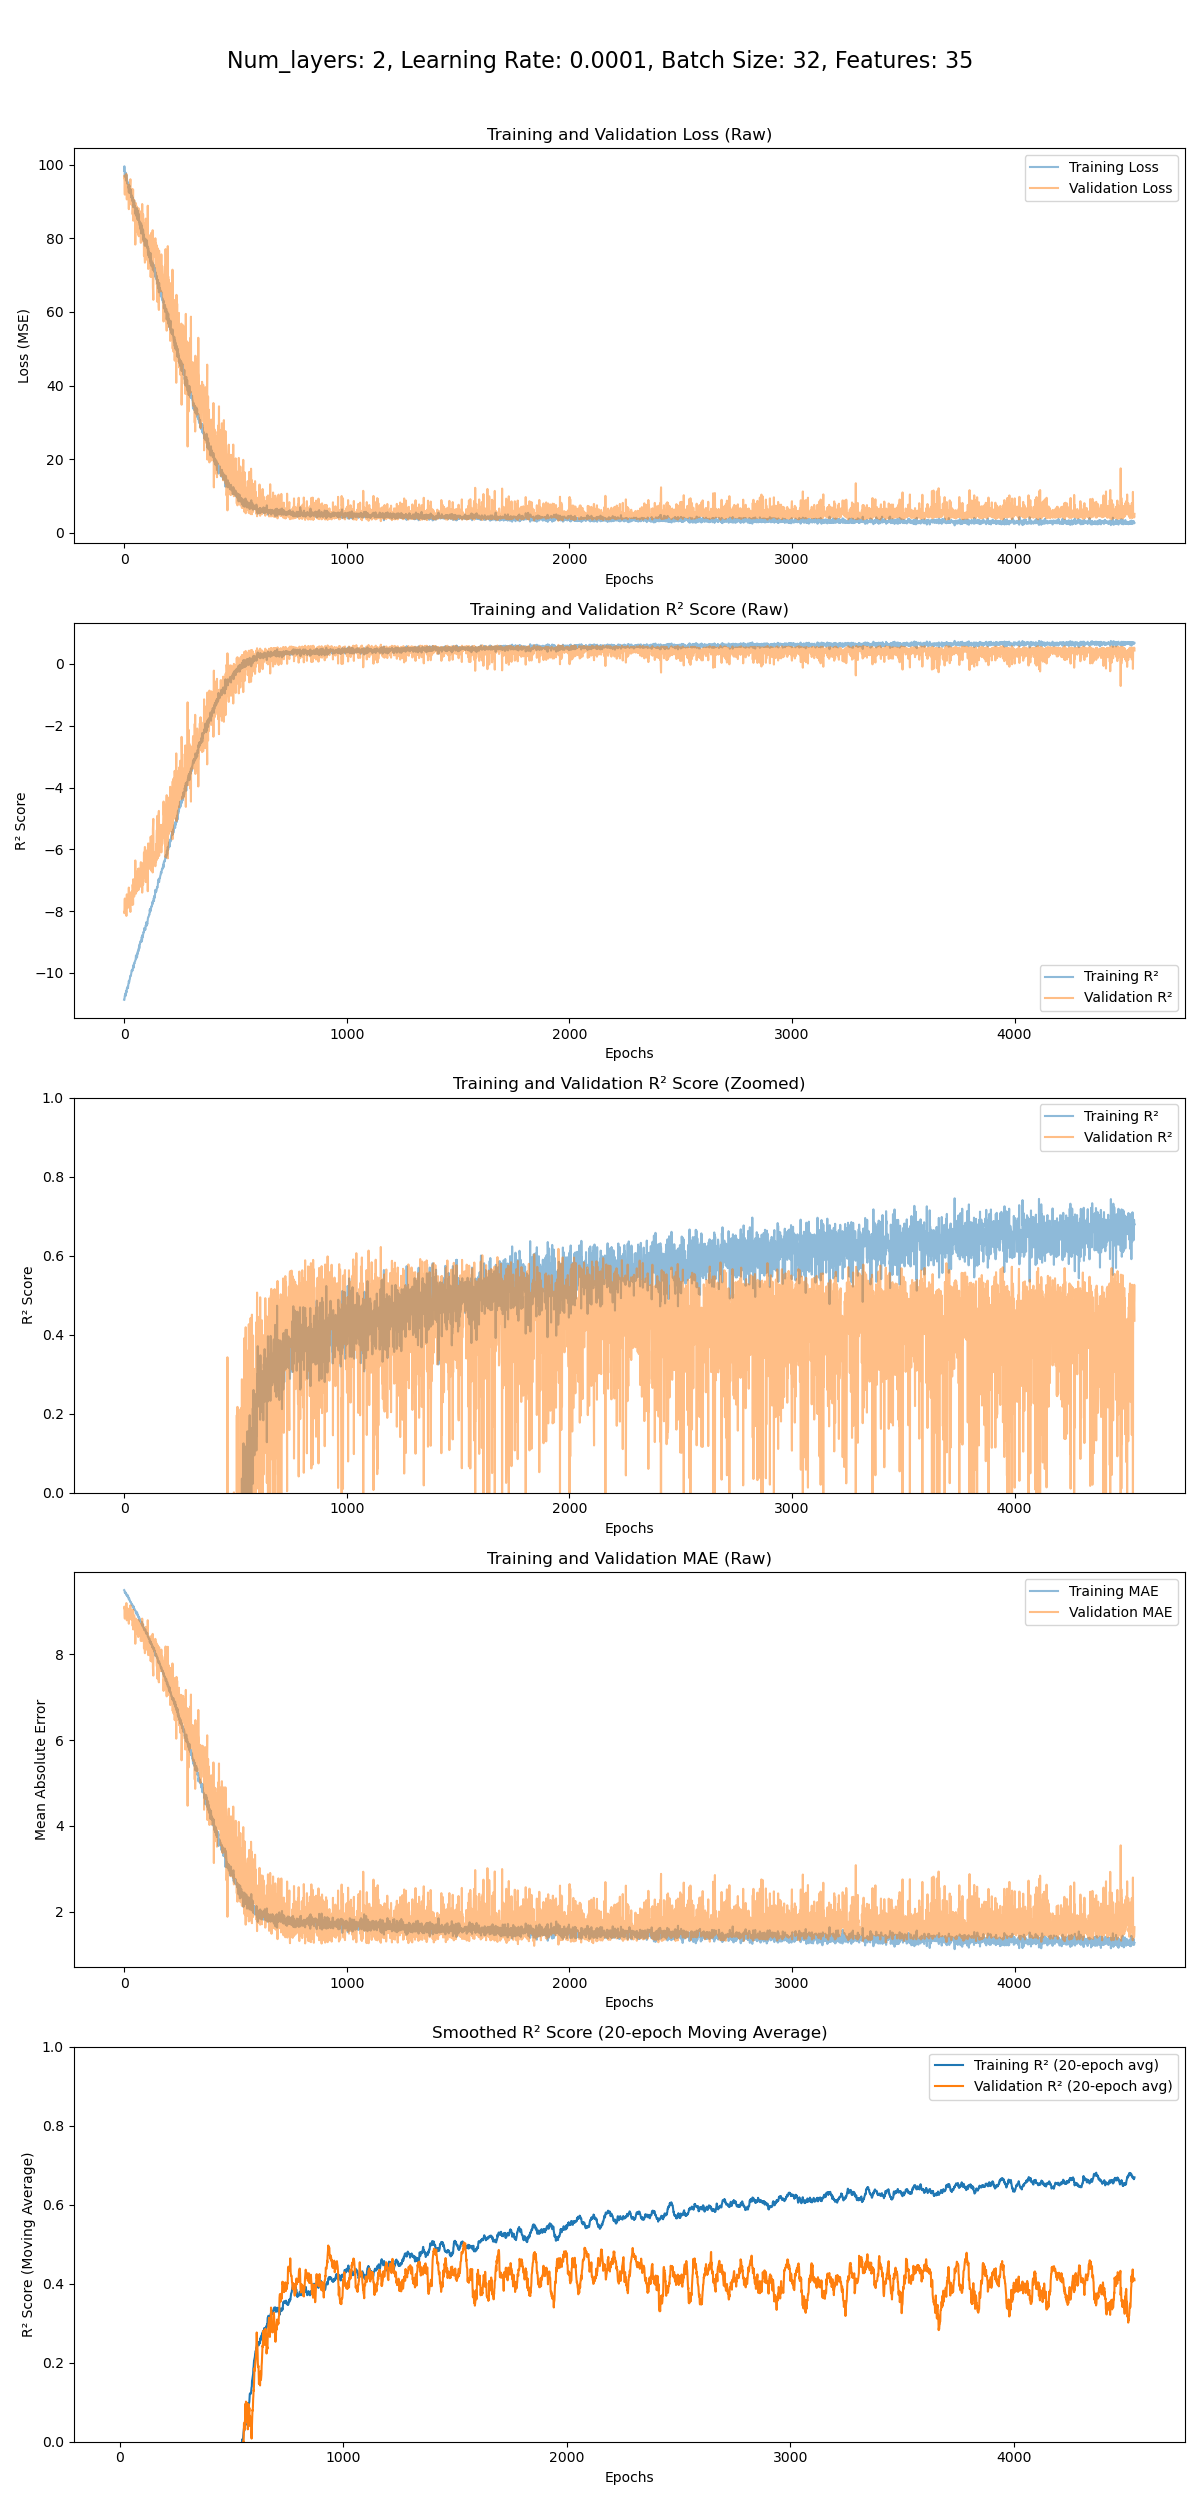 Num_layers: 2, Learning Rate: 0.0001, Batch Size: 32, Features: 35
Training and Validation Loss (Raw)
Training Loss
Validation Loss
Loss (MSE)
100
80
60
40
20
0
0 1000 2000 3000 4000
Epochs
Training and Validation R² Score (Raw)
R² Score
0
−2
−4
−6
−8
−10
Training R²
Validation R²
0 1000 2000 3000 4000
Epochs
Training and Validation R² Score (Zoomed)
Training R²
Validation R²
R² Score
1.0
0.8
0.6
0.4
0.2
0.0
0 1000 2000 3000 4000
Epochs
Training and Validation MAE (Raw)
Training MAE
Validation MAE
Mean Absolute Error
8
6
4
2
0 1000 2000 3000 4000
Epochs
Smoothed R² Score (20-epoch Moving Average)
Training R² (20-epoch avg)
Validation R² (20-epoch avg)
R² Score (Moving Average)
1.0
0.8
0.6
0.4
0.2
0.0
0 1000 2000 3000 4000
Epochs